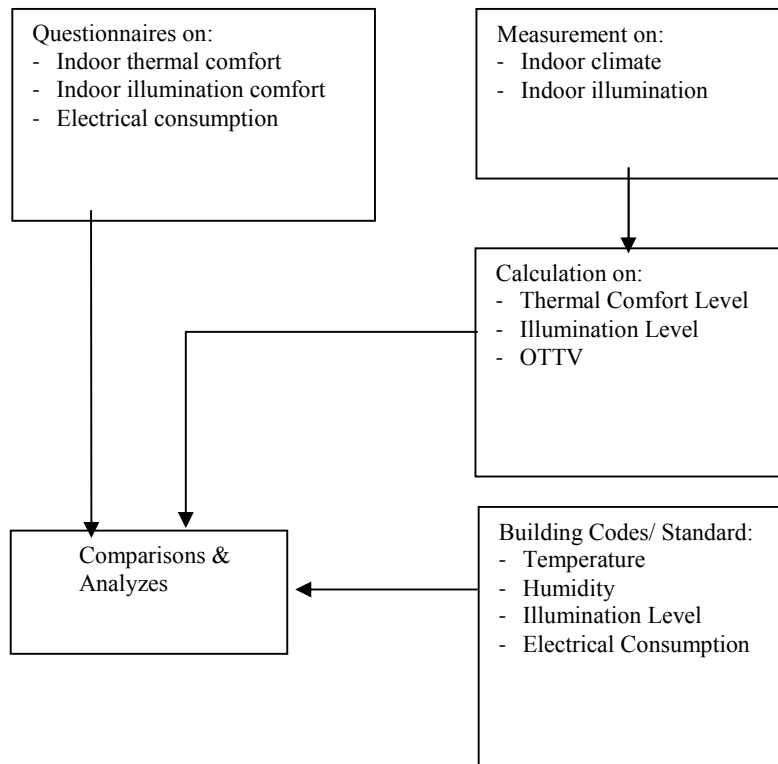 Questionnaires on:
- Indoor thermal comfort
- Indoor illumination comfort
- Electrical consumption
Measurement on:
- Indoor climate
- Indoor illumination
Calculation on:
- Thermal Comfort Level
- Illumination Level
- OTTV
Comparisons &
Analyzes
Building Codes/ Standard:
- Temperature
- Humidity
- Illumination Level
- Electrical Consumption